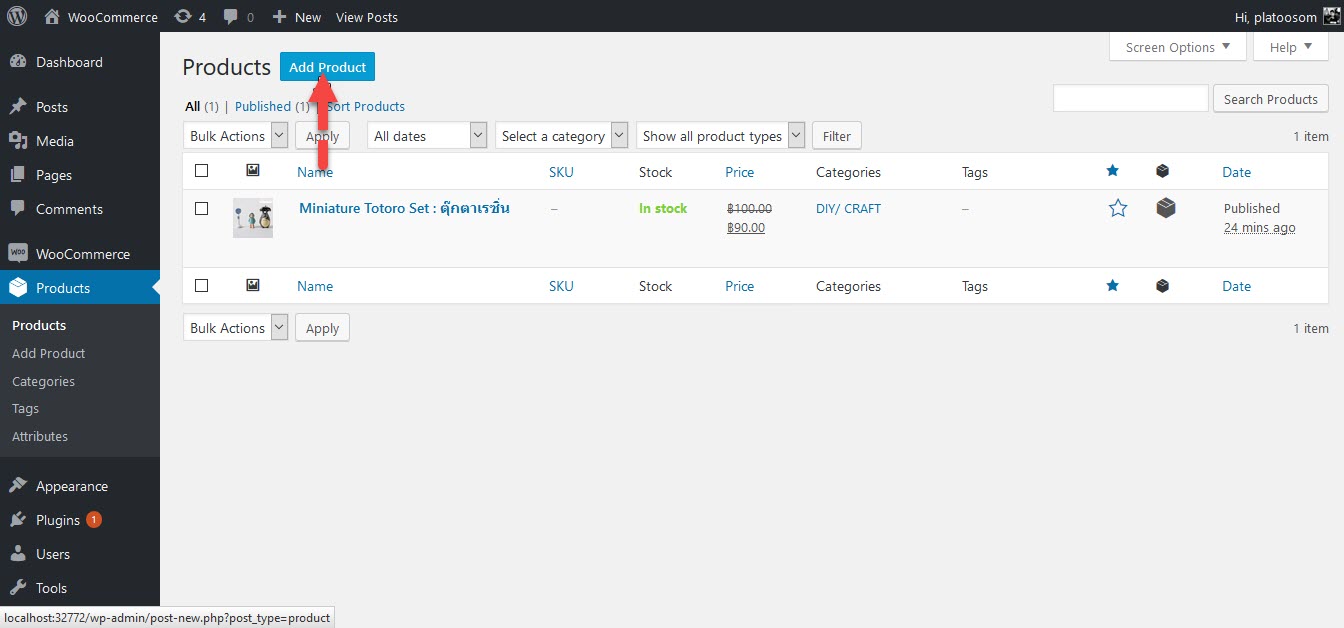 WooCommerce 4 0 New View Posts Hi, platoosom
Screen Options Help
Dashboard
Posts
Media
Pages
Comments
WooCommerce
Products
Products
Add Product
Categories
Tags
Attributes
Appearance
Plugins 1
Users
Tools
Products Add Product
All (1) | Published (1) | Sort Products
Search Products
Bulk Actions Apply All dates Select a category Show all product types Filter 1 item
Name SKU Stock Price Categories Tags Date
Miniature Totoro Set : ตุ๊กตาเรซิ่น – In stock ฿100.00 DIY/ CRAFT – Published
฿90.00 24 mins ago
Name SKU Stock Price Categories Tags Date
Bulk Actions Apply 1 item
localhost:32772/wp-admin/post-new.php?post_type=product